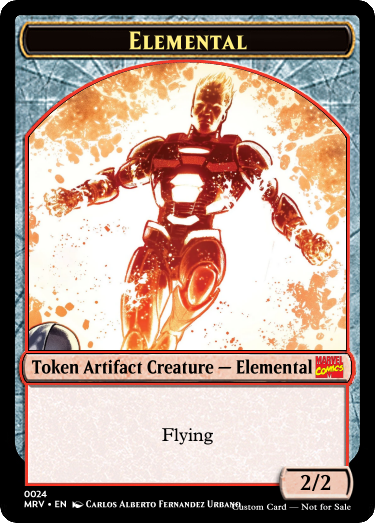 Elemental
Token Artifact Creature — Elemental
MARVEL
COMICS
Flying
2/2
0024
MRV • EN Carlos Alberto Fernandez Urbano
Custom Card — Not for Sale